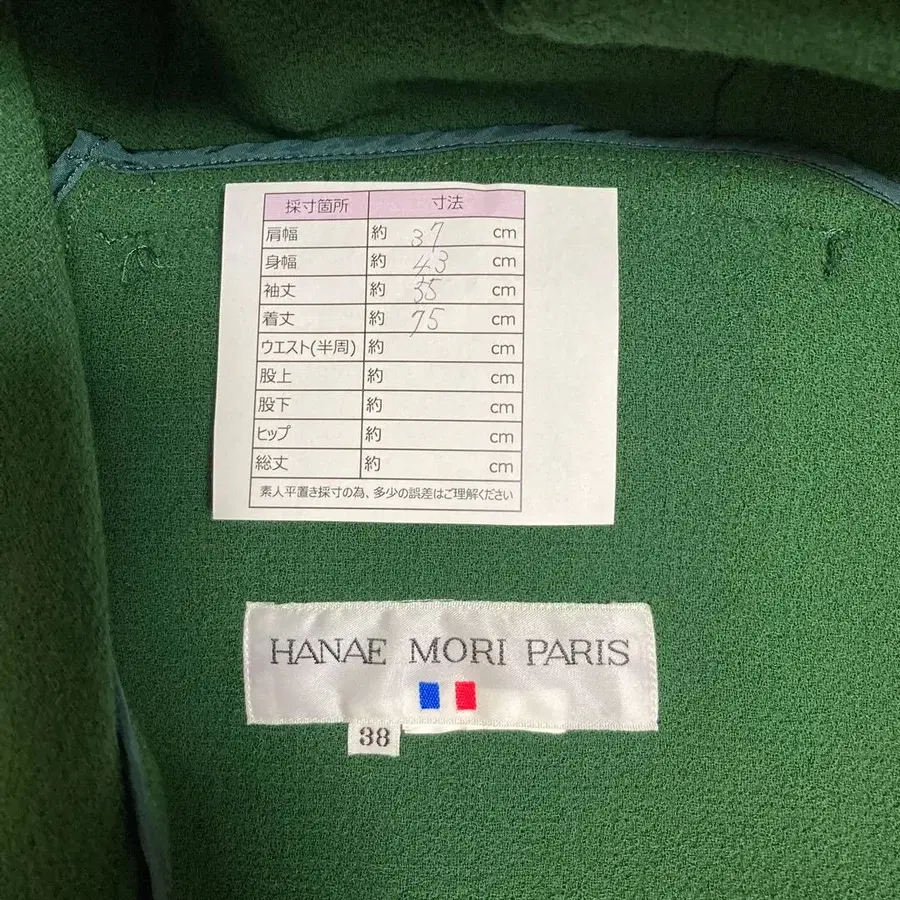 採寸箇所 寸法
肩幅 約 37 cm
身幅 約 43 cm
袖丈 約 55 cm
着丈 約 75 cm
ウエスト(半周) 約 cm
股上 約 cm
股下 約 cm
ヒップ 約 cm
総丈 約 cm
素人平置き採寸の為、多少の誤差はご理解ください
HANAE MORI PARIS
38